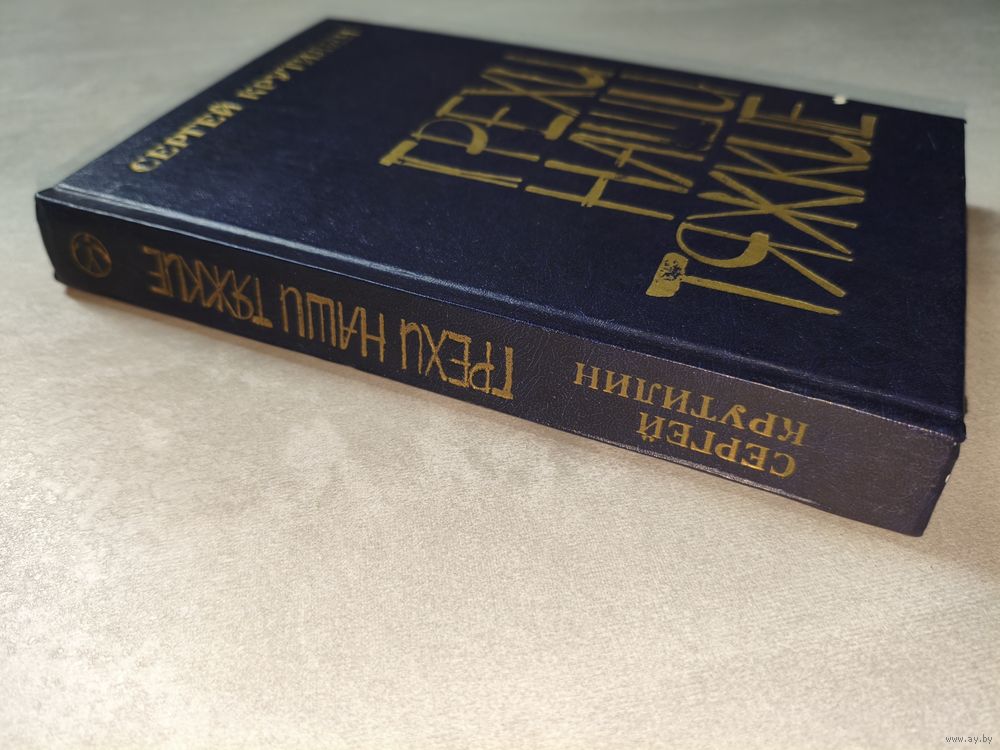 СЕРГЕЙ КРУТИЛИН
ГРЕХИ
НАШИ
ТЯЖКИЕ
СЕРГЕЙ
КРУТИЛИН
ГРЕХИ НАШИ ТЯЖКИЕ
www.ay.by